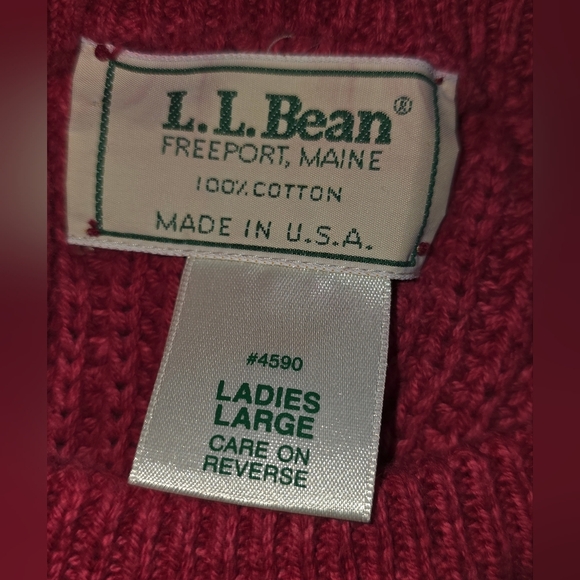 L.L.Bean®
FREEPORT, MAINE
100% COTTON
MADE IN U.S.A.
#4590
LADIES
LARGE
CARE ON
REVERSE